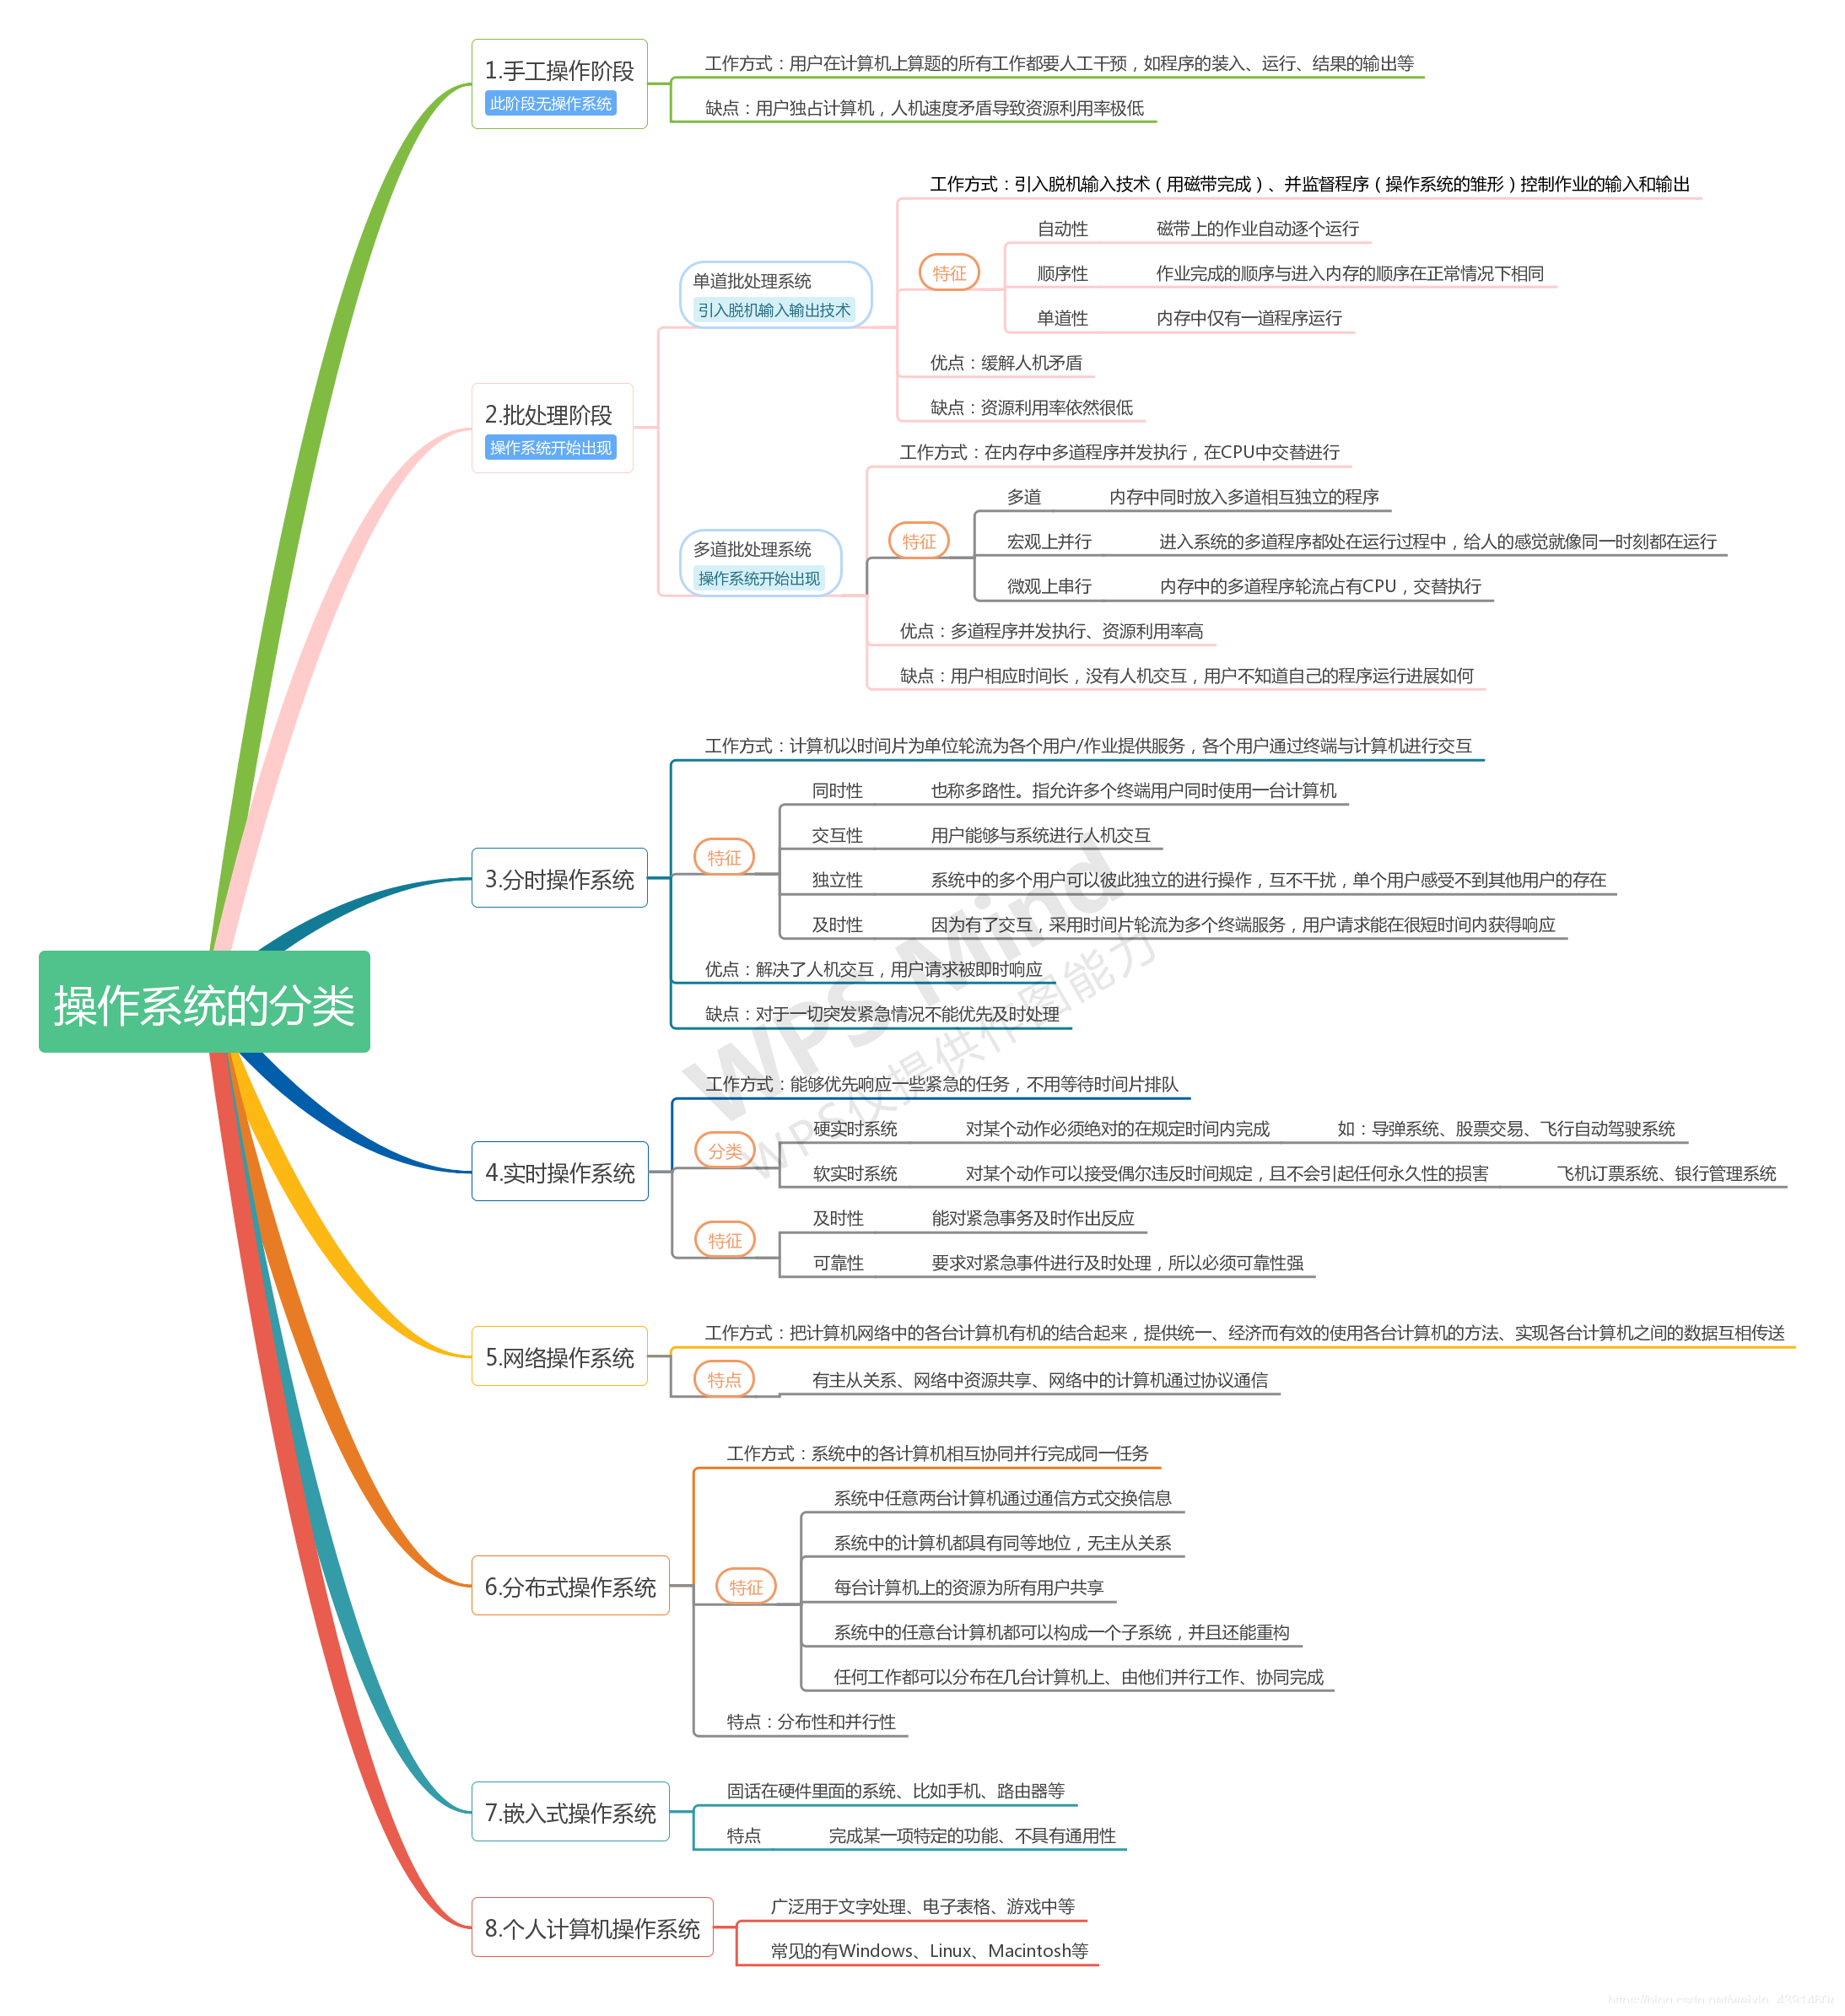 操作系统的分类
1.手工操作阶段
此阶段无操作系统
工作方式：用户在计算机上算题的所有工作都要人工干预，如程序的装入、运行、结果的输出等
缺点：用户独占计算机，人机速度矛盾导致资源利用率极低
2.批处理阶段
操作系统开始出现
单道批处理系统
引入脱机输入输出技术
工作方式：引入脱机输入技术（用磁带完成）、并监督程序（操作系统的雏形）控制作业的输入和输出
特征
自动性 磁带上的作业自动逐个运行
顺序性 作业完成的顺序与进入内存的顺序在正常情况下相同
单道性 内存中仅有一道程序运行
优点：缓解人机矛盾
缺点：资源利用率依然很低
多道批处理系统
操作系统开始出现
工作方式：在内存中多道程序并发执行，在CPU中交替进行
特征
多道 内存中同时放入多道相互独立的程序
宏观上并行 进入系统的多道程序都处在运行过程中，给人的感觉就像同一时刻都在运行
微观上串行 内存中的多道程序轮流占有CPU，交替执行
优点：多道程序并发执行、资源利用率高
缺点：用户相应时间长，没有人机交互，用户不知道自己的程序运行进展如何
3.分时操作系统
工作方式：计算机以时间片为单位轮流为各个用户/作业提供服务，各个用户通过终端与计算机进行交互
特征
同时性 也称多路性。指允许多个终端用户同时使用一台计算机
交互性 用户能够与系统进行人机交互
独立性 系统中的多个用户可以彼此独立的进行操作，互不干扰，单个用户感受不到其他用户的存在
及时性 因为有了交互，采用时间片轮流为多个终端服务，用户请求能在很短时间内获得响应
优点：解决了人机交互，用户请求被即时响应
缺点：对于一切突发紧急情况不能优先及时处理
4.实时操作系统
工作方式：能够优先响应一些紧急的任务，不用等待时间片排队
分类
硬实时系统 对某个动作必须绝对的在规定时间内完成 如：导弹系统、股票交易、飞行自动驾驶系统
软实时系统 对某个动作可以接受偶尔违反时间规定，且不会引起任何永久性的损害 飞机订票系统、银行管理系统
特征
及时性 能对紧急事务及时作出反应
可靠性 要求对紧急事件进行及时处理，所以必须可靠性强
5.网络操作系统
工作方式：把计算机网络中的各台计算机有机的结合起来，提供统一、经济而有效的使用各台计算机的方法、实现各台计算机之间的数据互相传送
特点
有主从关系、网络中资源共享、网络中的计算机通过协议通信
6.分布式操作系统
工作方式：系统中的各计算机相互协同并行完成同一任务
特征
系统中任意两台计算机通过通信方式交换信息
系统中的计算机都具有同等地位，无主从关系
每台计算机上的资源为所有用户共享
系统中的任意台计算机都可以构成一个子系统，并且还能重构
任何工作都可以分布在几台计算机上、由他们并行工作、协同完成
特点：分布性和并行性
7.嵌入式操作系统
固话在硬件里面的系统、比如手机、路由器等
特点 完成某一项特定的功能、不具有通用性
8.个人计算机操作系统
广泛用于文字处理、电子表格、游戏中等
常见的有Windows、Linux、Macintosh等
WPS Mind
WPS仅提供作图能力